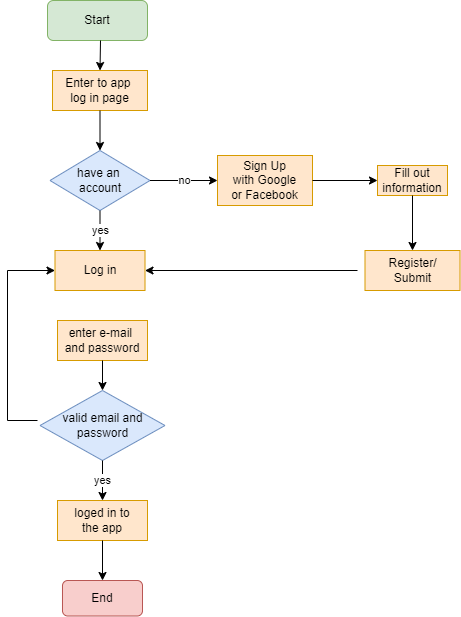 Start
Enter to app
log in page
have an
account
no
Sign Up
with Google
or Facebook
Fill out
information
yes
Log in
Register/
Submit
enter e-mail
and password
valid email and
password
yes
loged in to
the app
End